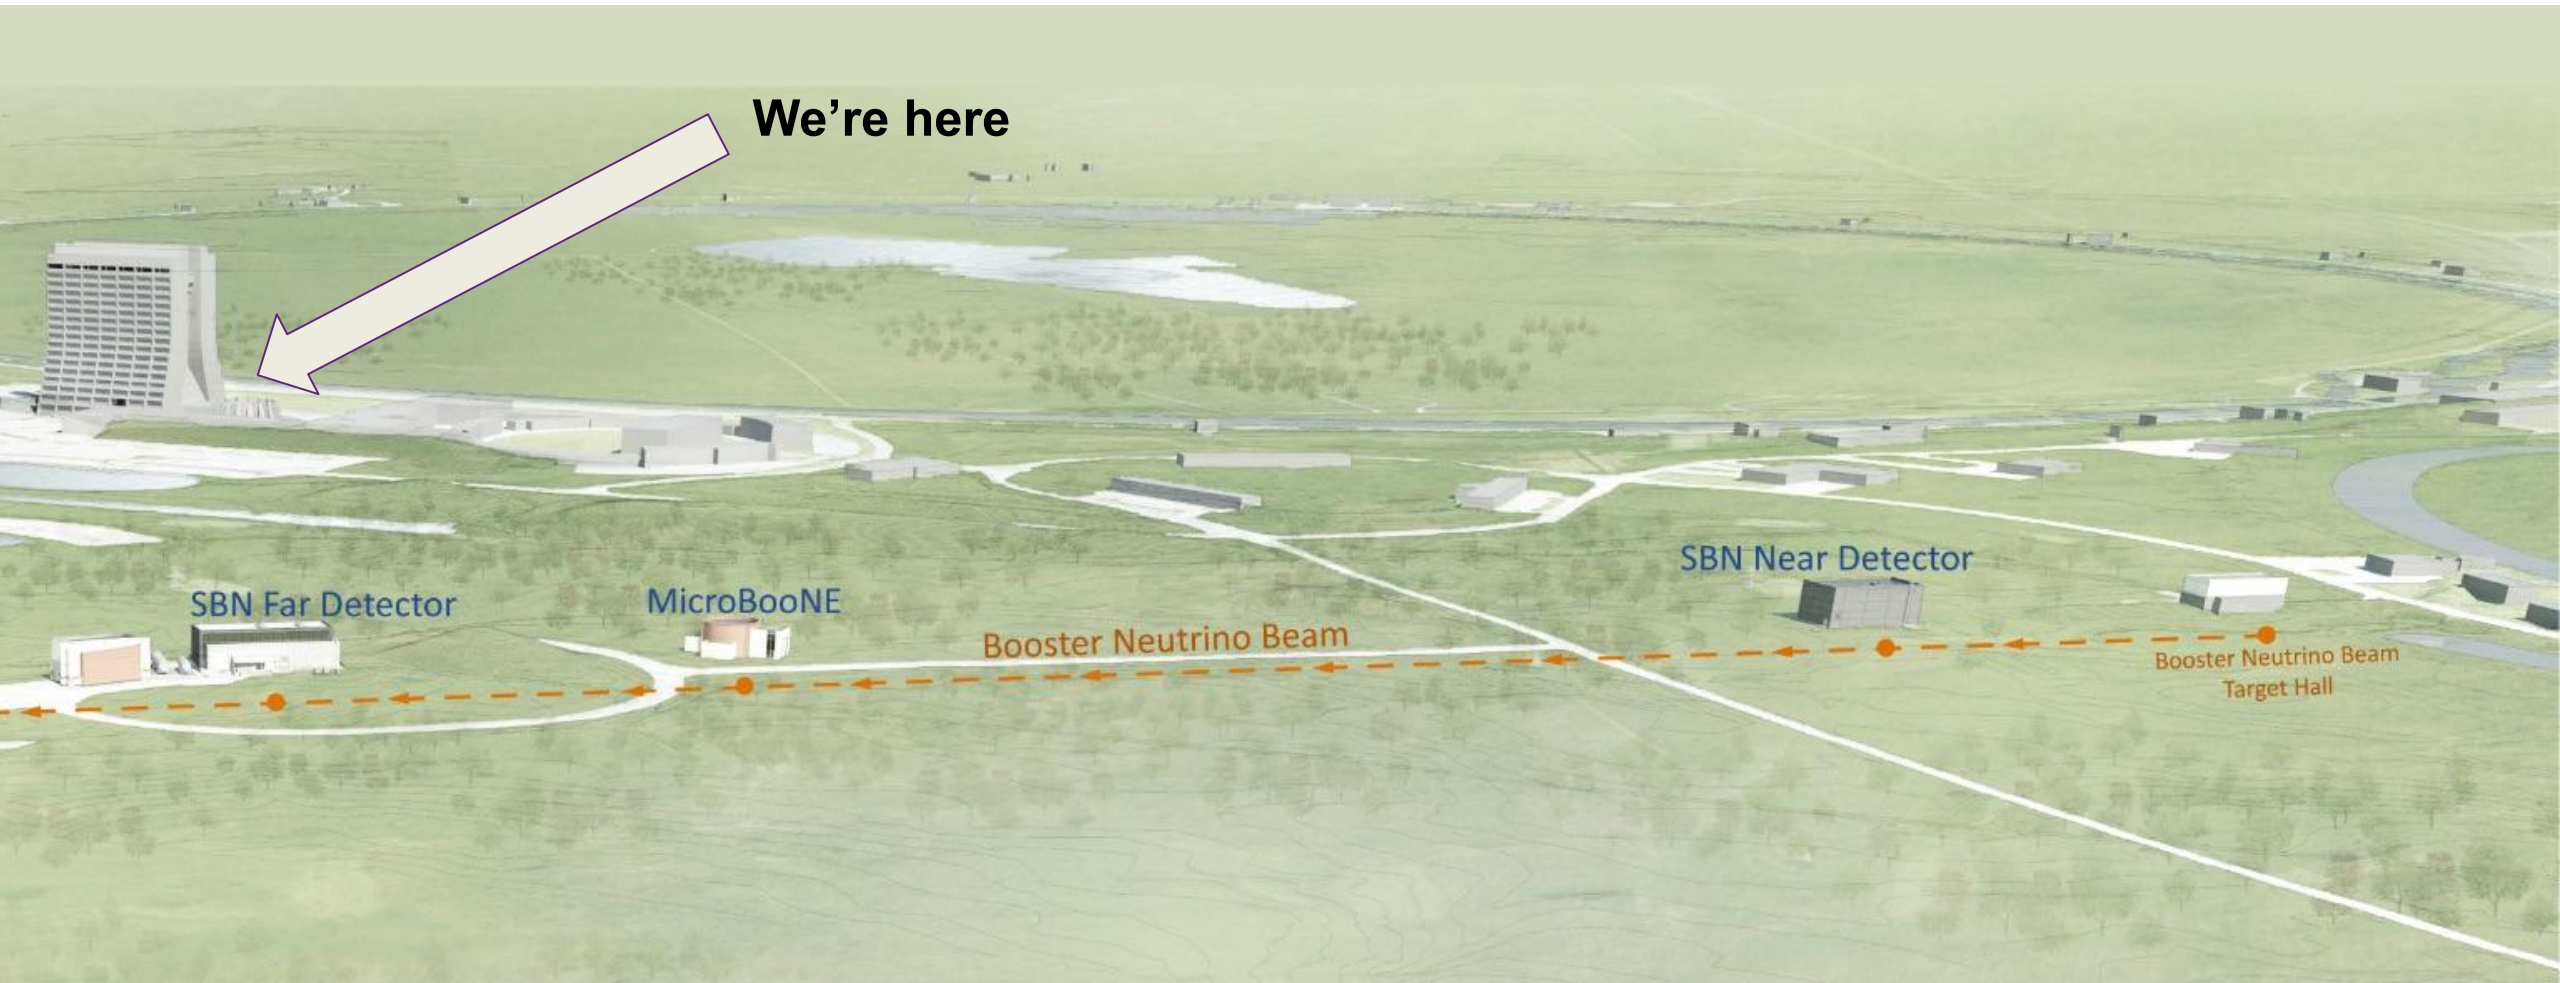 We’re here
SBN Near Detector
SBN Far Detector
MicroBooNE
Booster Neutrino Beam
Booster Neutrino Beam
Target Hall